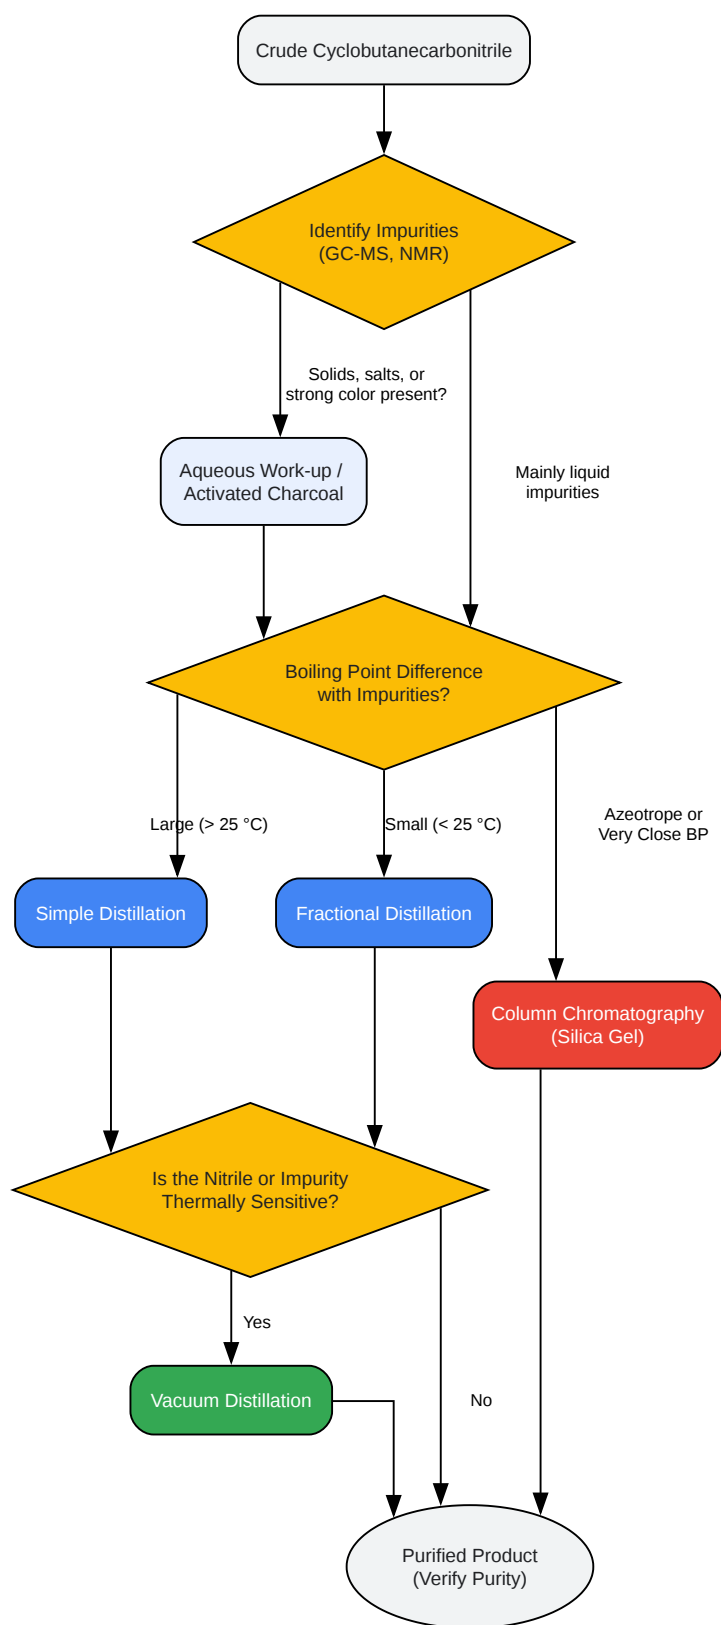 Crude Cyclobutanecarbonitrile
Identify Impurities
(GC-MS, NMR)
Solids, salts, or
strong color present?
Aqueous Work-up /
Activated Charcoal
Mainly liquid
impurities
Boiling Point Difference
with Impurities?
Large (> 25 °C)
Small (< 25 °C)
Azeotrope or
Very Close BP
Simple Distillation
Fractional Distillation
Column Chromatography
(Silica Gel)
Is the Nitrile or Impurity
Thermally Sensitive?
Yes
Vacuum Distillation
No
Purified Product
(Verify Purity)